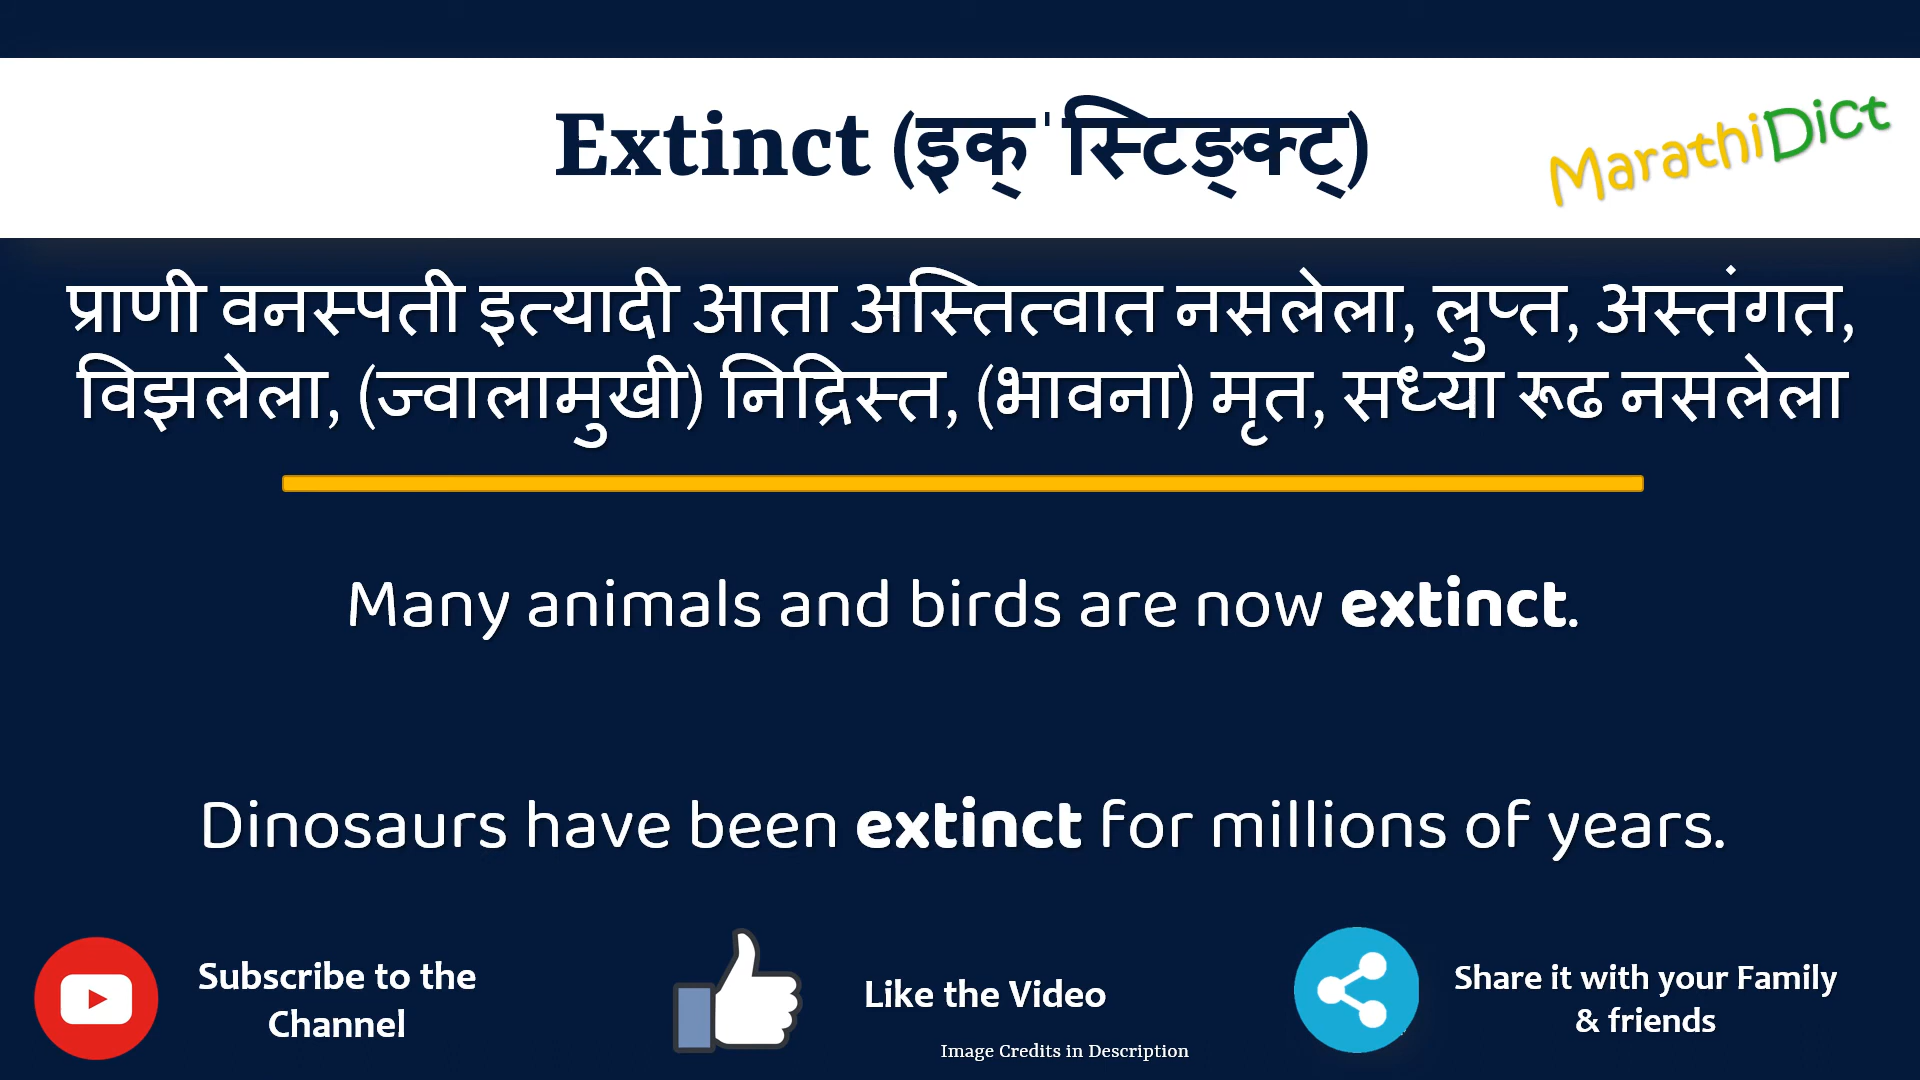 Extinct (इक्ˈस्टिङ्क्ट्)
MarathiDict
प्राणी वनस्पती इत्यादी आता अस्तित्वात नसलेला, लुप्त, अस्तंगत,
विझलेला, (ज्वालामुखी) निद्रिस्त, (भावना) मृत, सध्या रूढ नसलेला
Many animals and birds are now extinct.
Dinosaurs have been extinct for millions of years.
Subscribe to the
Channel
Like the Video
Image Credits in Description
Share it with your Family
& friends